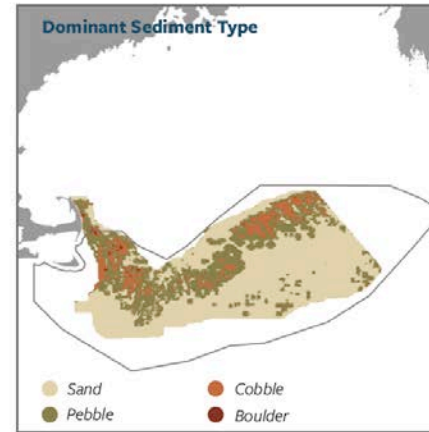 Dominant Sediment Type
Sand
Cobble
Pebble
Boulder